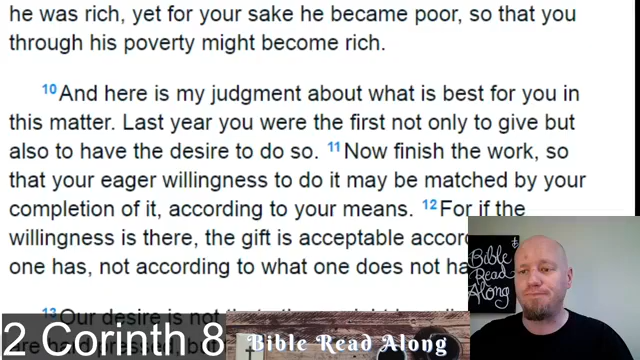 he was rich, yet for your sake he became poor, so that you
through his poverty might become rich.
10 And here is my judgment about what is best for you in
this matter. Last year you were the first not only to give but
also to have the desire to do so. 11 Now finish the work, so
that your eager willingness to do it may be matched by your
completion of it, according to your means. 12 For if the
willingness is there, the gift is acceptable
one has, not according to what one does not
13 Our desire is not
2 Corinth 8
Bible Read Along
Bible
Read
Along